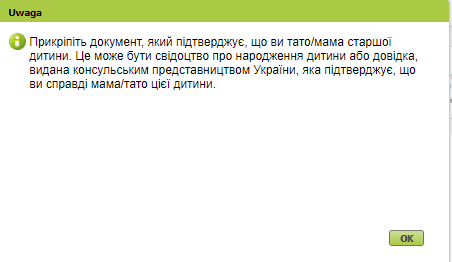 Uwaga
Прикріпіть документ, який підтверджує, що ви тато/мама старшої
дитини. Це може бути свідоцтво про народження дитини або довідка,
видана консульським представництвом України, яка підтверджує, що
ви справді мама/тато цієї дитини.
OK